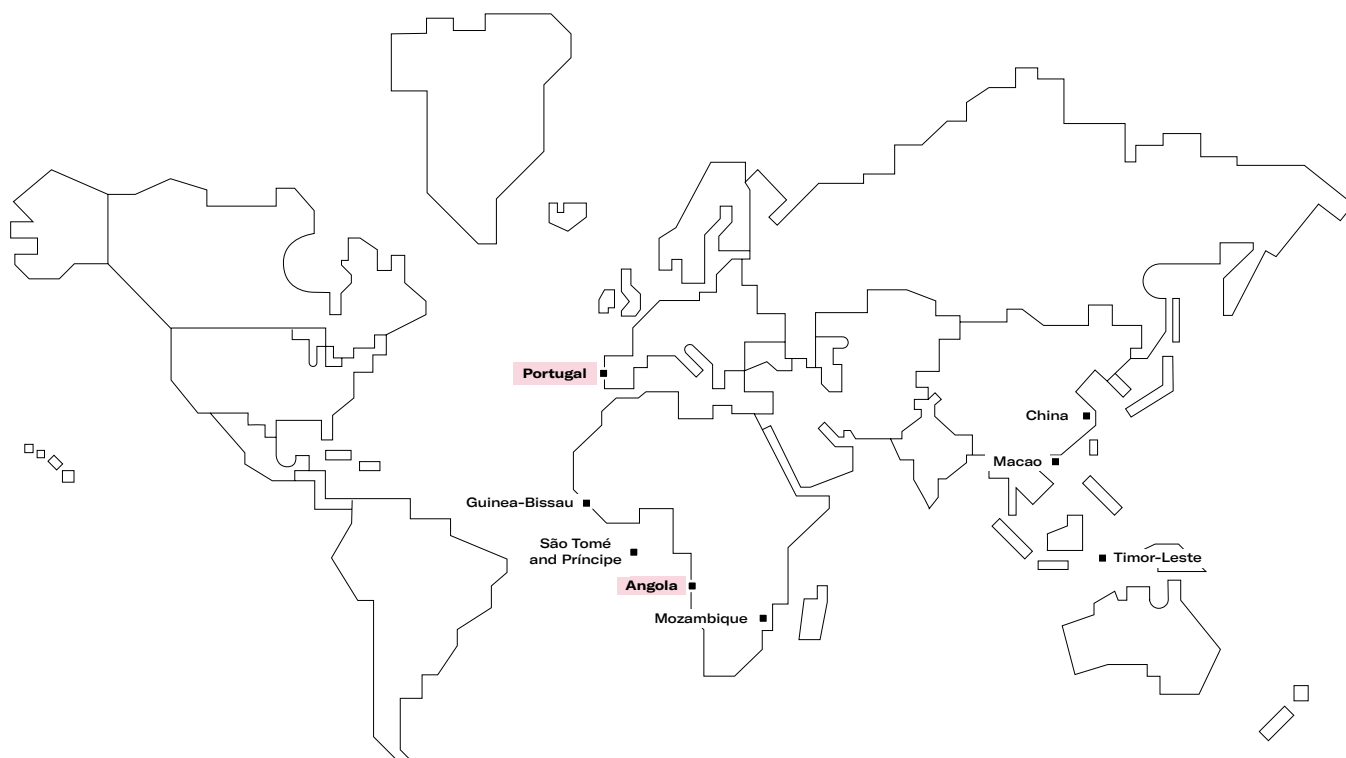 Portugal
China
Macao
Guinea-Bissau
São Tomé
and Príncipe
Timor-Leste
Angola
Mozambique